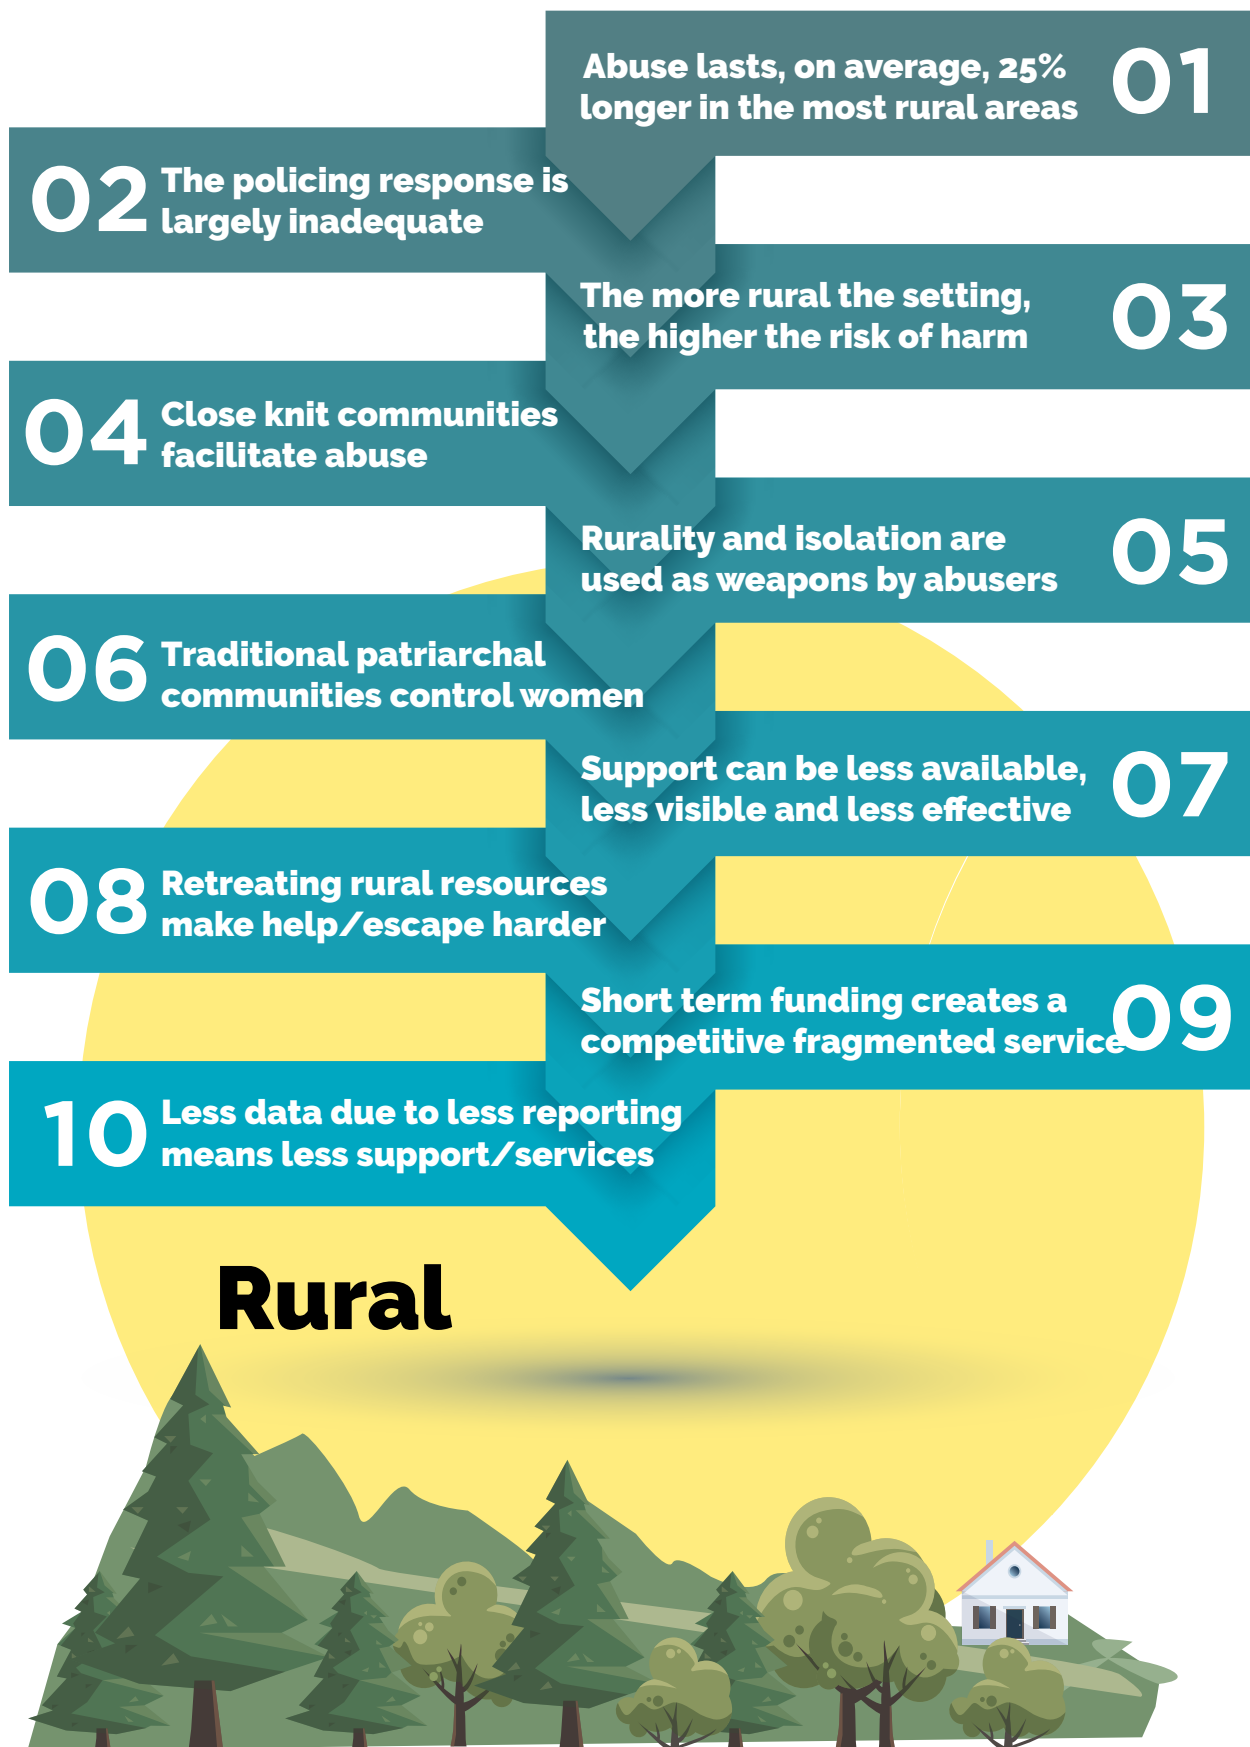 01
Abuse lasts, on average, 25%
longer in the most rural areas
02
The policing response is
largely inadequate
03
The more rural the setting,
the higher the risk of harm
04
Close knit communities
facilitate abuse
05
Rurality and isolation are
used as weapons by abusers
06
Traditional patriarchal
communities control women
07
Support can be less available,
less visible and less effective
08
Retreating rural resources
make help/escape harder
09
Short term funding creates a
competitive fragmented service
10
Less data due to less reporting
means less support/services
Rural